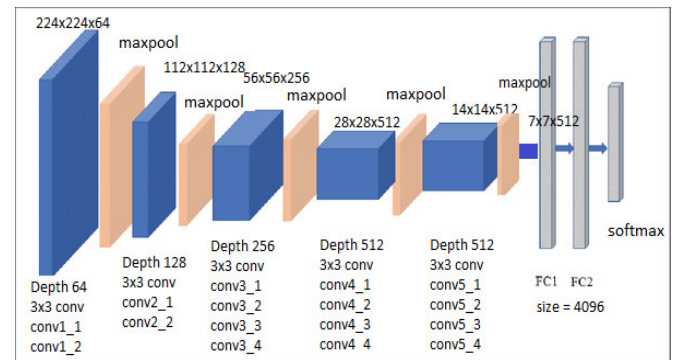 224x224x64
maxpool
112x112x128
maxpool
56x56x256
maxpool
28x28x512
maxpool
14x14x512
maxpool
7x7x512
softmax
Depth 64
3x3 conv
conv1_1
conv1_2
Depth 128
3x3 conv
conv2_1
conv2_2
Depth 256
3x3 conv
conv3_1
conv3_2
conv3_3
conv3_4
Depth 512
3x3 conv
conv4_1
conv4_2
conv4_3
conv4_4
Depth 512
3x3 conv
conv5_1
conv5_2
conv5_3
conv5_4
FC1 FC2
size = 4096